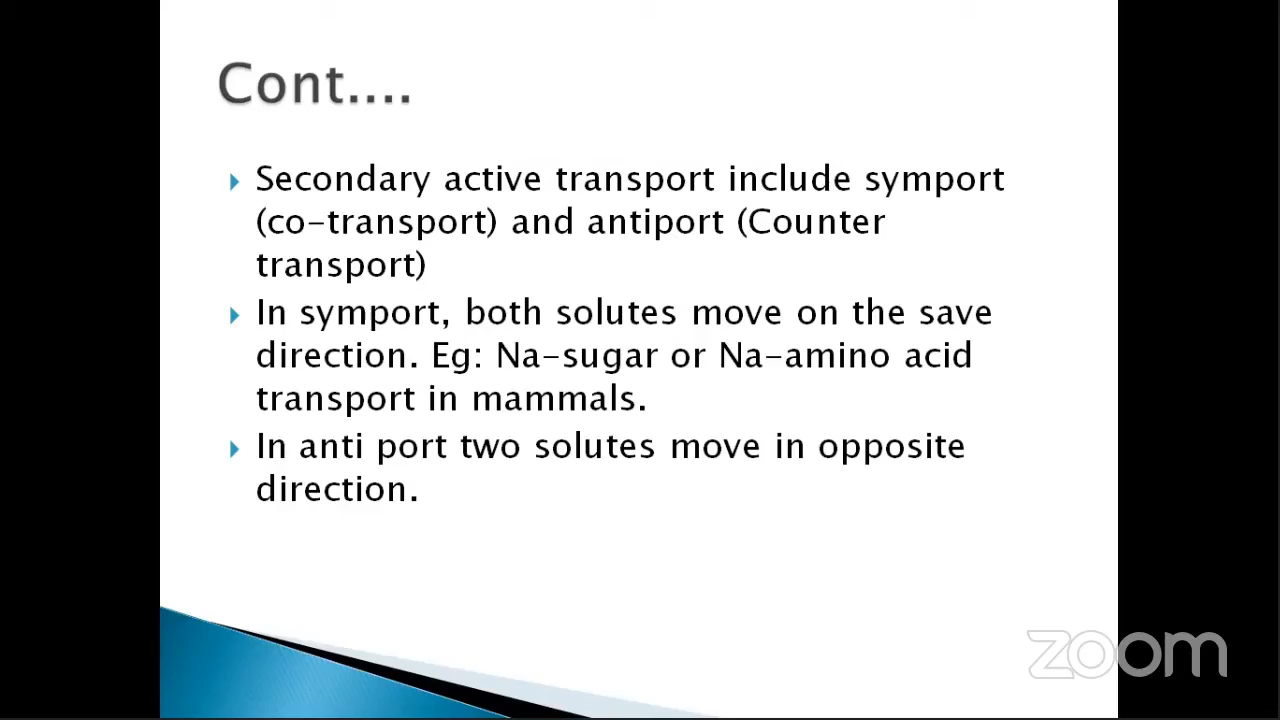 Cont....
Secondary active transport include symport
(co-transport) and antiport (Counter
transport)
In symport, both solutes move on the save
direction. Eg: Na-sugar or Na-amino acid
transport in mammals.
In anti port two solutes move in opposite
direction.
zoom